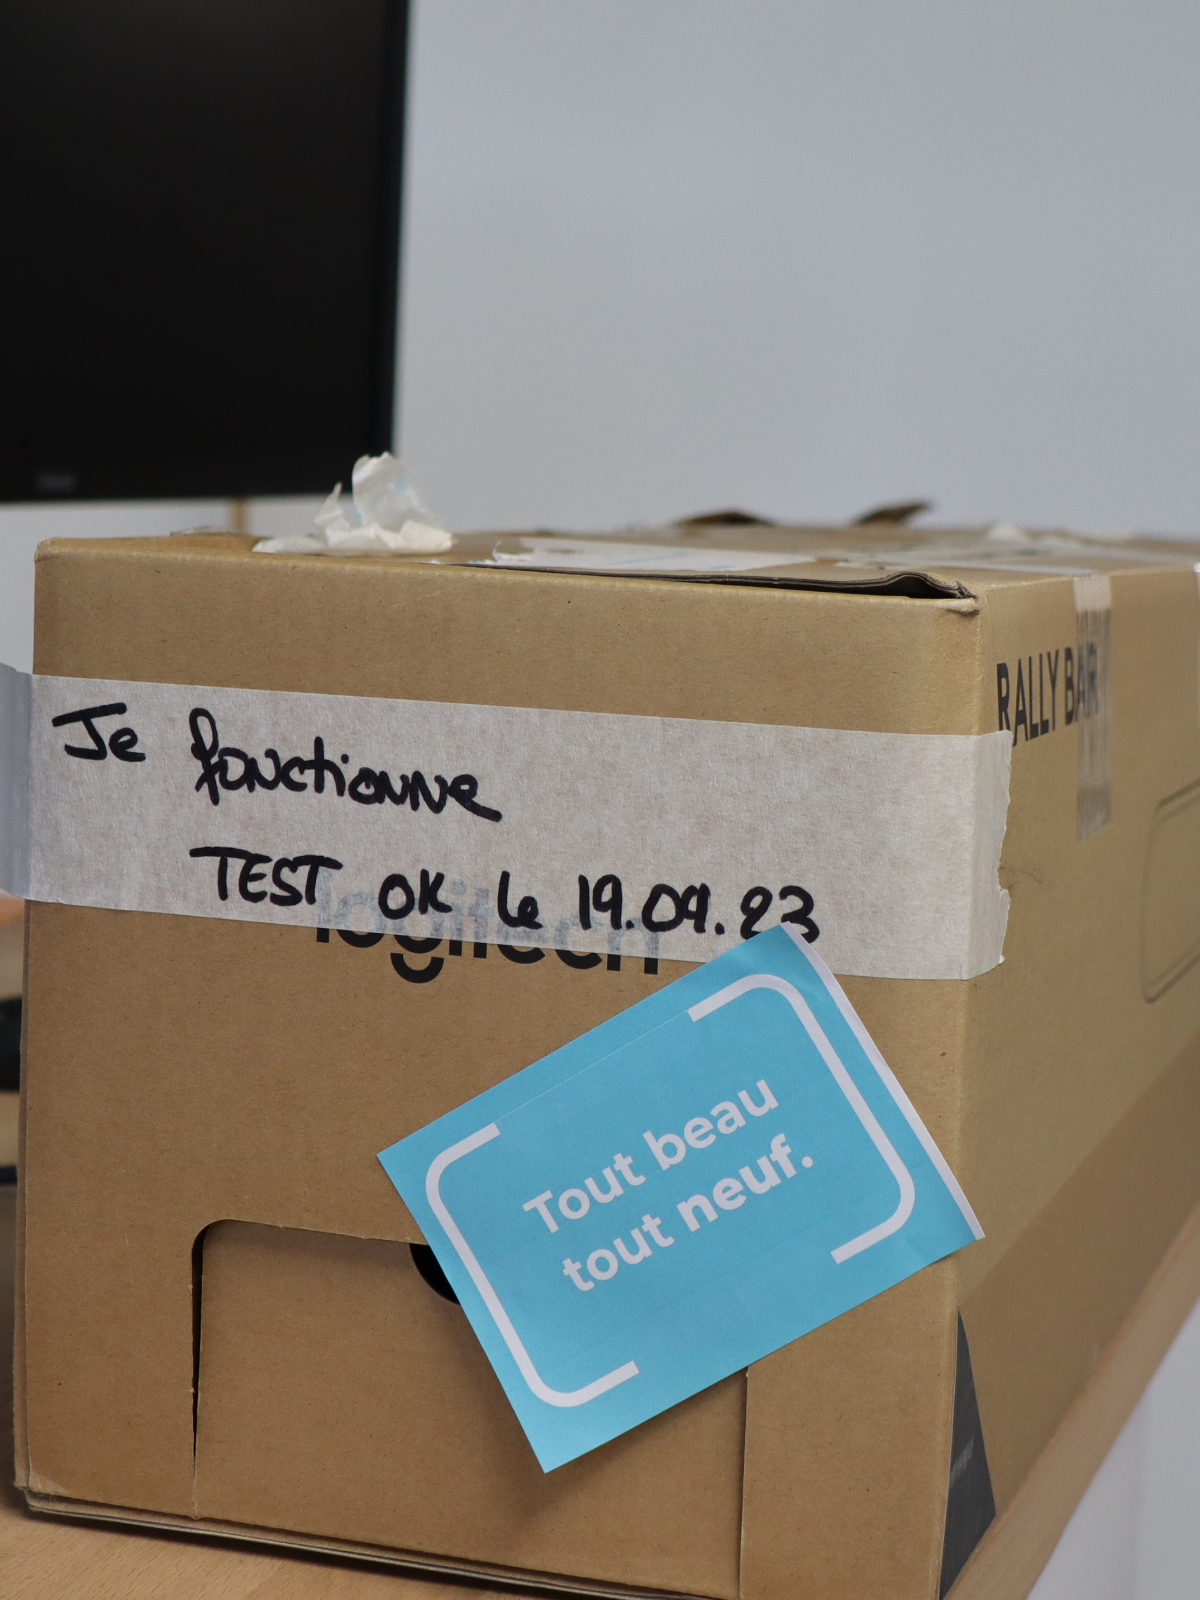 RALLY BAR
Je fonctionne
TEST OK le 19.09.23
logitech
Tout beau
tout neuf.